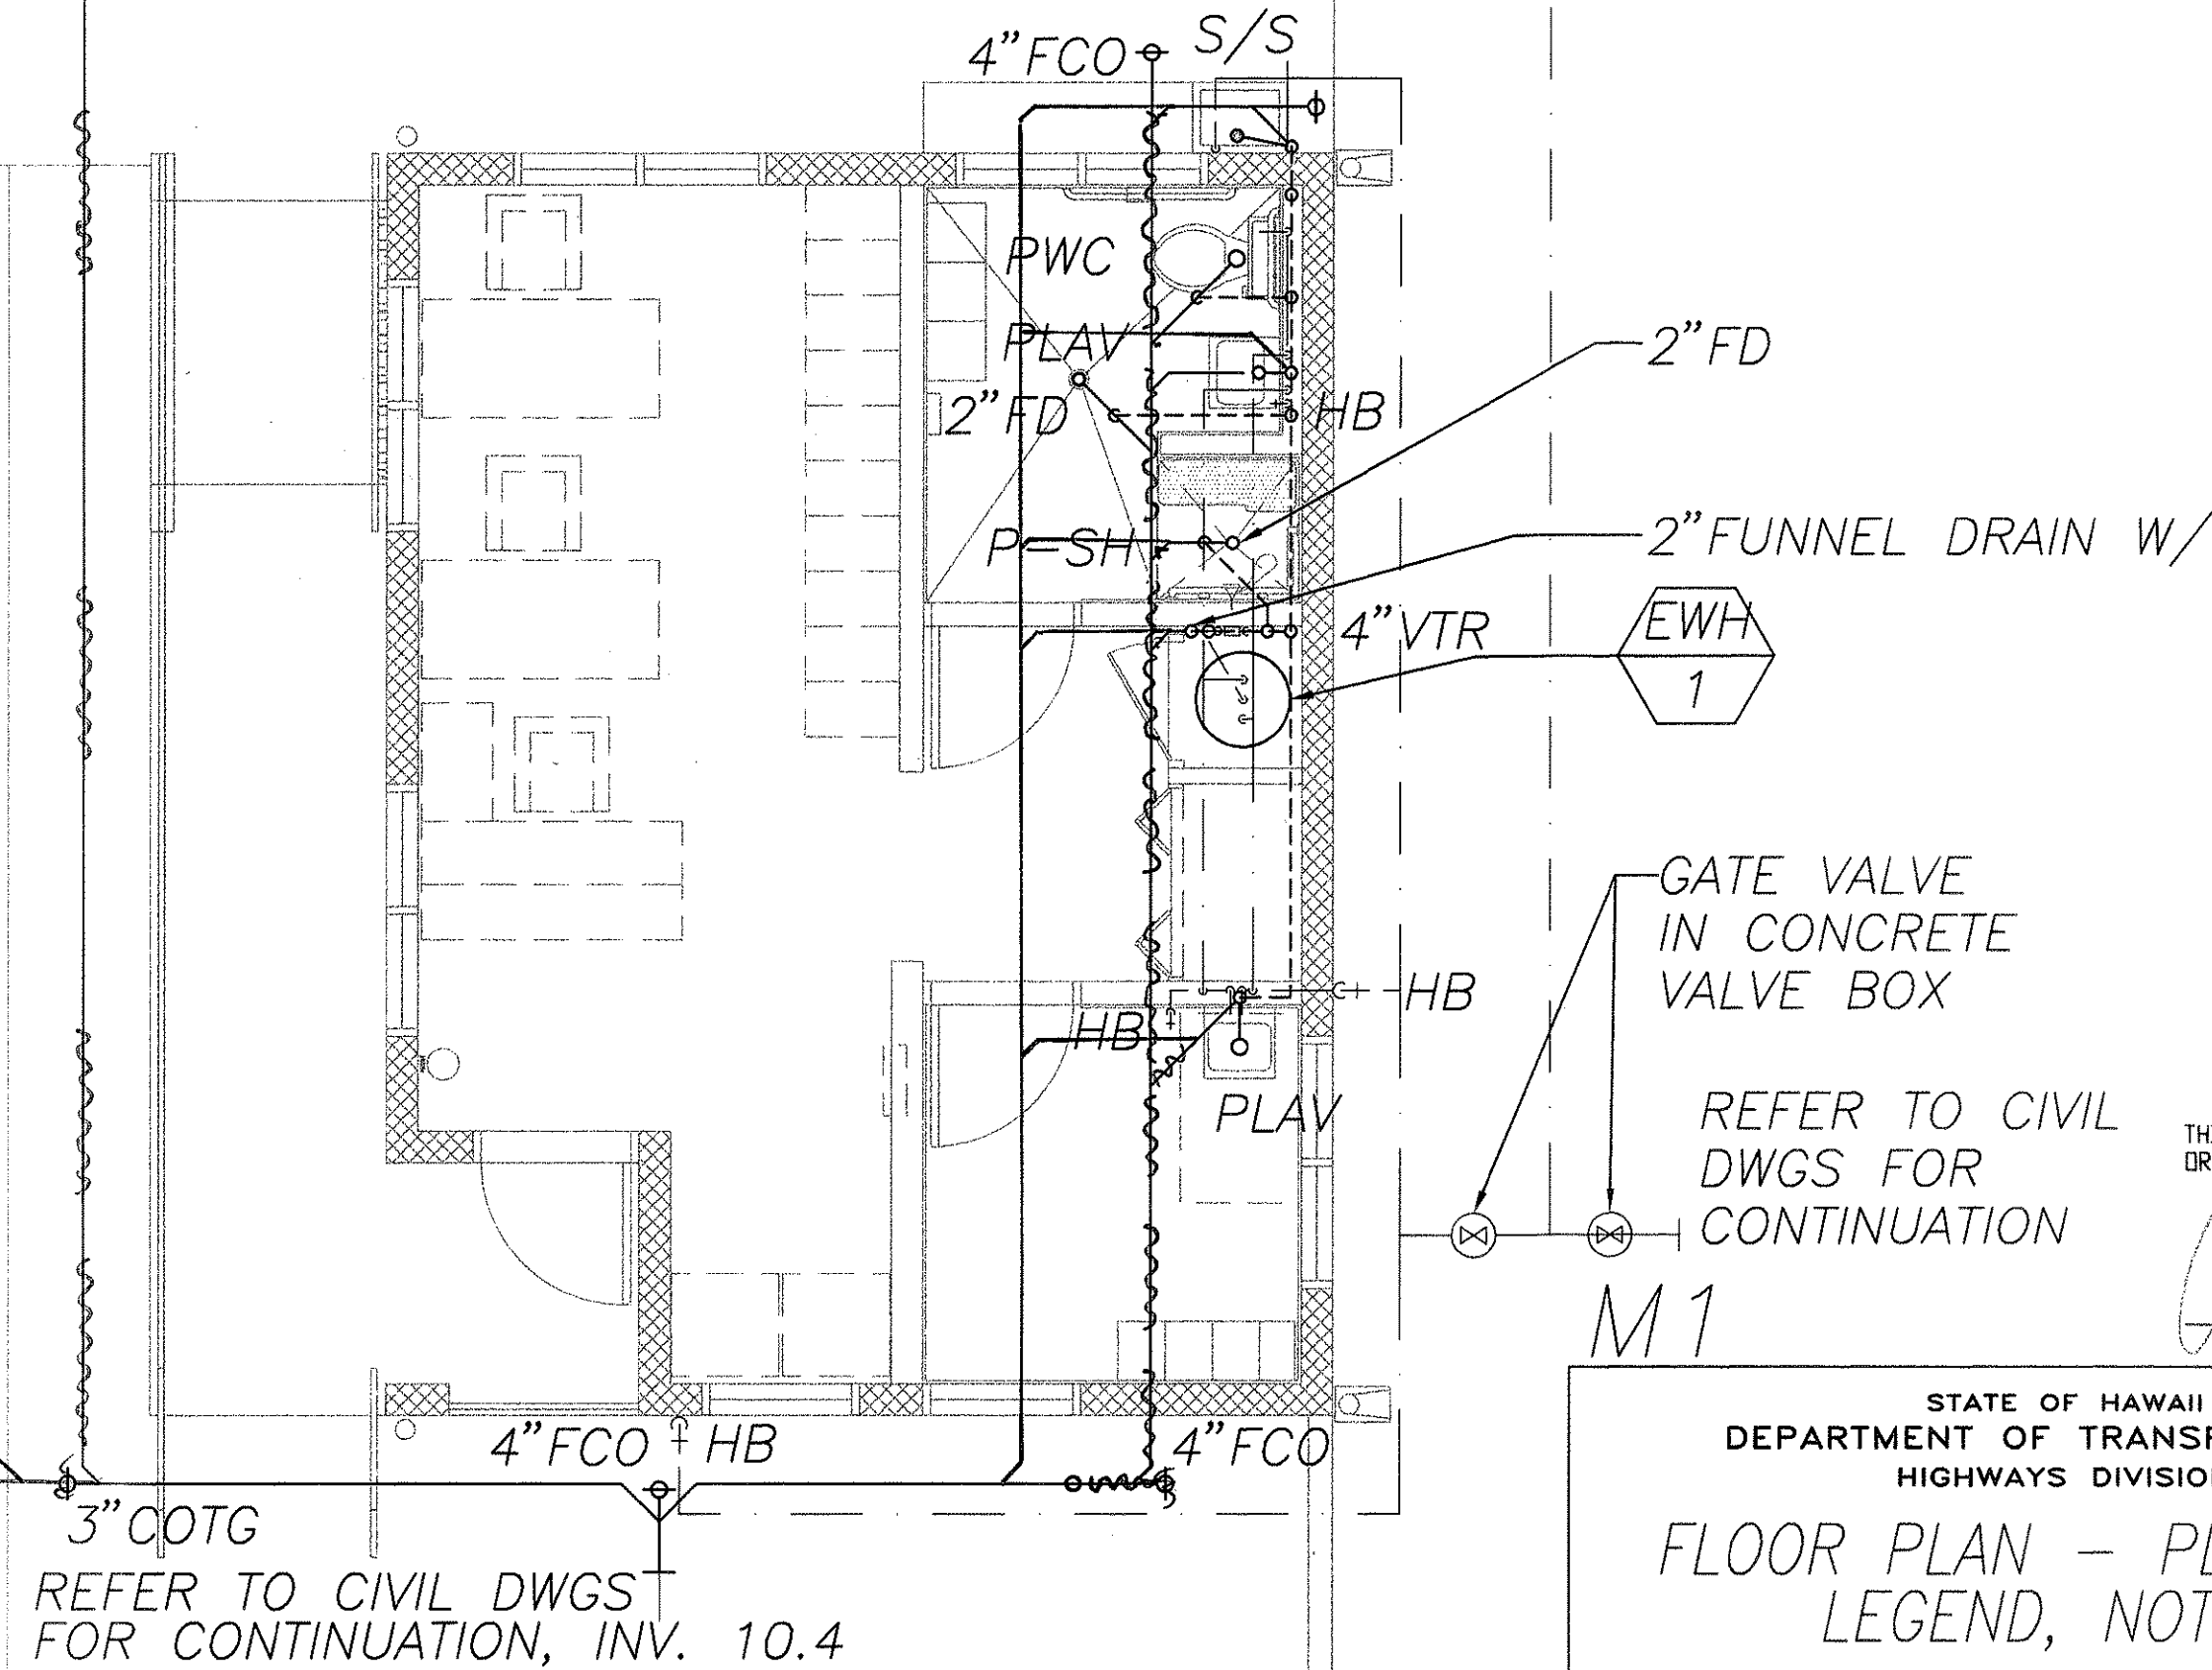 4"FCO
S/S
PWC
PLAV
2"FD
2"FD
HB
P-SH
2"FUNNEL DRAIN W/
4"VTR
EWH
1
GATE VALVE
IN CONCRETE
VALVE BOX
HB
HB
PLAV
REFER TO CIVIL
DWGS FOR
CONTINUATION
TH
OR
M1
STATE OF HAWAII
DEPARTMENT OF TRANSP
HIGHWAYS DIVISION
FLOOR PLAN - PL
LEGEND, NOT
4"FCO
HB
4"FCO
3"COTG
REFER TO CIVIL DWGS
FOR CONTINUATION, INV. 10.4